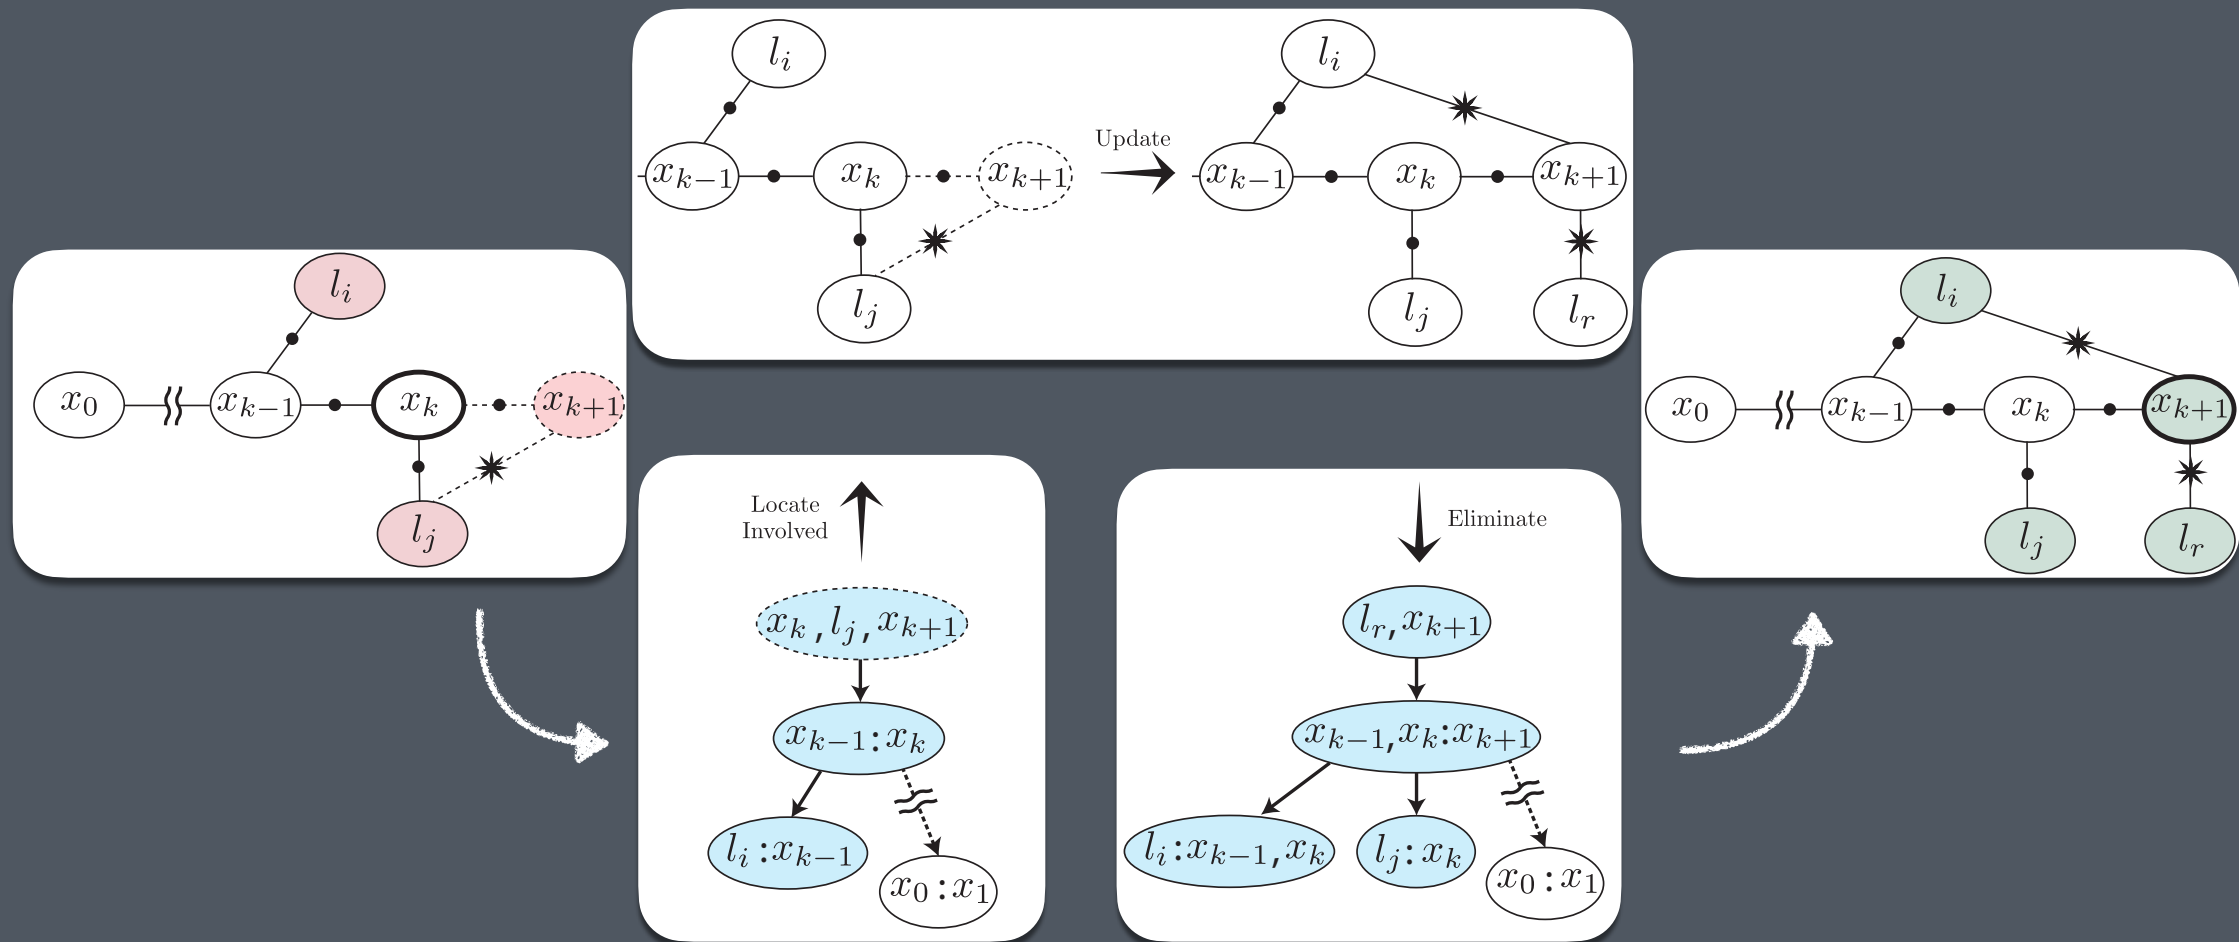 l_i
x_0
x_{k-1}
x_k
x_{k+1}
l_j
l_i
x_{k-1}
x_k
x_{k+1}
l_j
Update
l_i
x_{k-1}
x_k
x_{k+1}
l_j
l_r
Locate
Involved
x_k, l_j, x_{k+1}
x_{k-1}:x_k
l_i:x_{k-1}
x_0:x_1
Eliminate
l_r, x_{k+1}
x_{k-1}, x_k:x_{k+1}
l_i:x_{k-1}, x_k
l_j:x_k
x_0:x_1
l_i
x_0
x_{k-1}
x_k
x_{k+1}
l_j
l_r